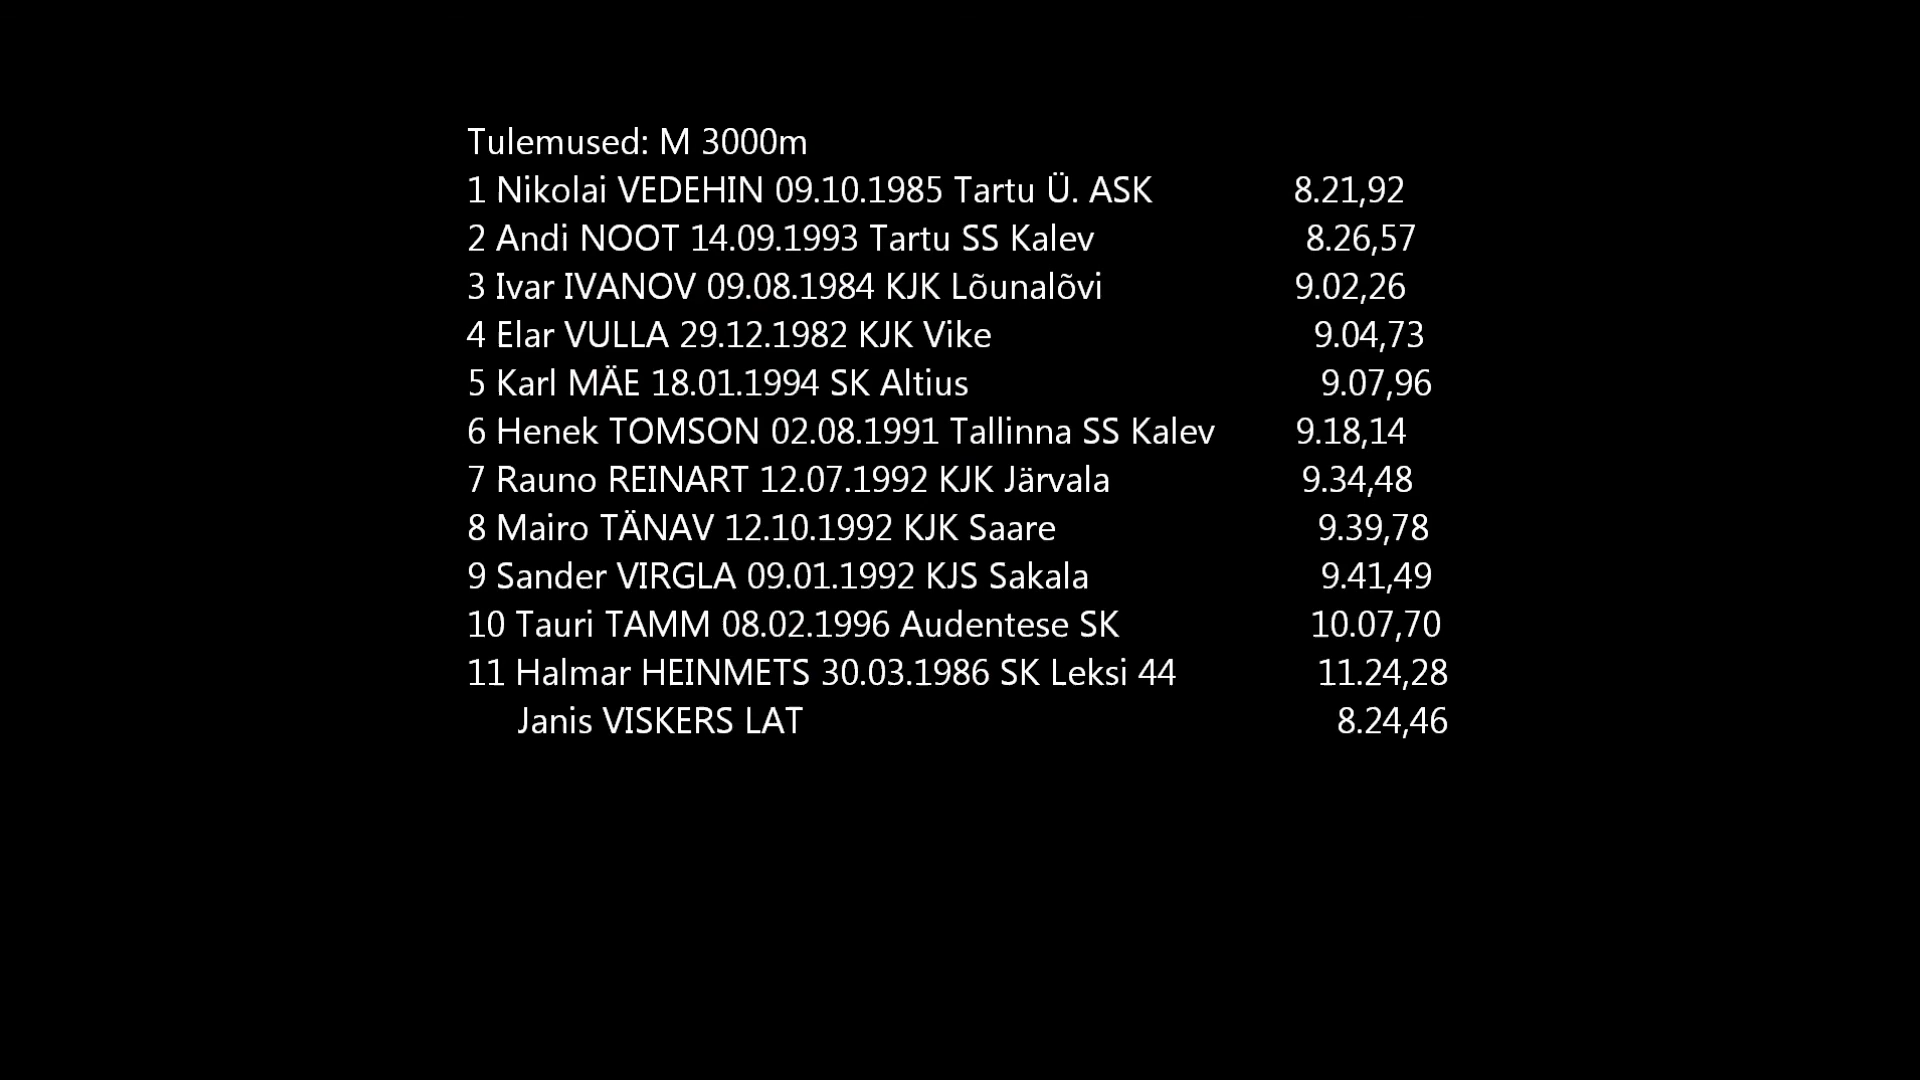 Tulemused: M 3000m
1 Nikolai VEDEHIN 09.10.1985 Tartu Ü. ASK 8.21,92
2 Andi NOOT 14.09.1993 Tartu SS Kalev 8.26,57
3 Ivar IVANOV 09.08.1984 KJK Lõunalõvi 9.02,26
4 Elar VULLA 29.12.1982 KJK Vike 9.04,73
5 Karl MÄE 18.01.1994 SK Altius 9.07,96
6 Henek TOMSON 02.08.1991 Tallinna SS Kalev 9.18,14
7 Rauno REINART 12.07.1992 KJK Järvala 9.34,48
8 Mairo TÄNAV 12.10.1992 KJK Saare 9.39,78
9 Sander VIRGLA 09.01.1992 KJS Sakala 9.41,49
10 Tauri TAMM 08.02.1996 Audentese SK 10.07,70
11 Halmar HEINMETS 30.03.1986 SK Leksi 44 11.24,28
Janis VISKERS LAT 8.24,46